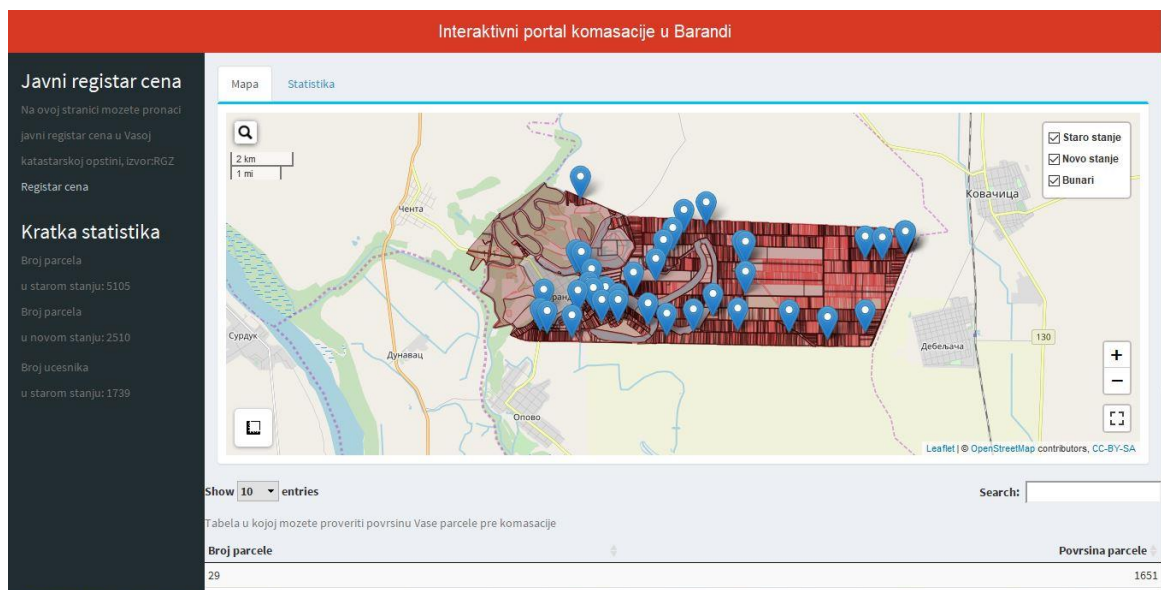 Interaktivni portal komasacije u Barandi
Javni registar cena
Na ovoj stranici mozete pronaci
javni registar cena u Vasoj
katastarskoj opstini, izvor:RGZ
Registar cena
Kratka statistika
Broj parcela
u starom stanju: 5105
Broj parcela
u novom stanju: 2510
Broj ucesnika
u starom stanju: 1739
Mapa
Statistika
2 km
1 mi
Staro stanje
Novo stanje
Bunari
Ковачица
Чента
Сурдук
Дунавац
Опово
Дебељача
130
+
−
Leaflet | © OpenStreetMap contributors, CC-BY-SA
Show 10 entries
Search:
Tabela u kojoj mozete proveriti povrsinu Vase parcele pre komasacije
Broj parcele
Povrsina parcele
29
1651